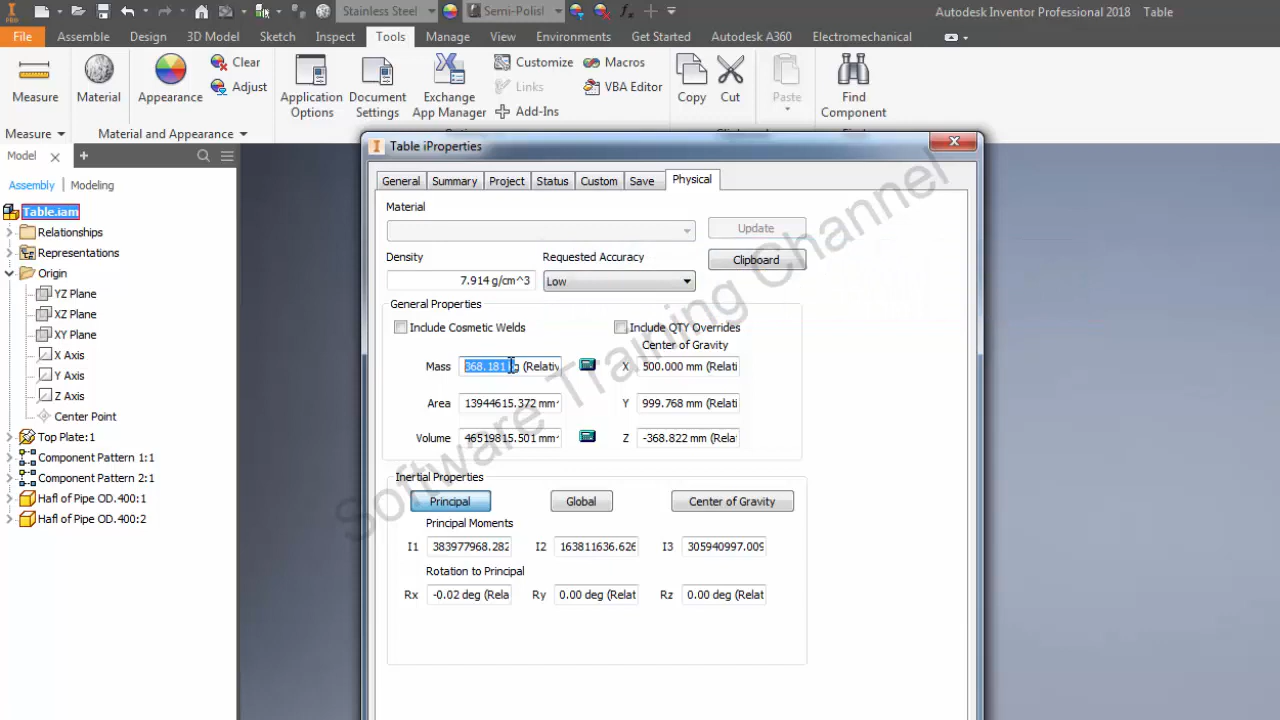 PRO
Stainless Steel
Semi-Polisl
Autodesk Inventor Professional 2018 Table
File Assembly Design 3D Model Sketch Inspect Tools Manage View Environments Get Started Autodesk A360 Electromechanical
Measure
Material
Appearance
Clear
Adjust
Application Options
Document Settings
Exchange App Manager
Customize
Links
Add-Ins
Macros
VBA Editor
Copy
Cut
Paste
Find Component
Measure
Material and Appearance
Model
Assembly | Modeling
Table.iam
Relationships
Representations
Origin
YZ Plane
XZ Plane
XY Plane
X Axis
Y Axis
Z Axis
Center Point
Top Plate:1
Component Pattern 1:1
Component Pattern 2:1
Hafl of Pipe OD.400:1
Hafl of Pipe OD.400:2
Table iProperties
General Summary Project Status Custom Save Physical
Material
Update
Density
Requested Accuracy
Clipboard
7.914 g/cm^3
Low
General Properties
Include Cosmetic Welds
Include QTY Overrides
Center of Gravity
Mass 368.181 g (Relativ
X 500.000 mm (Relati
Area 13944615.372 mm^
Y 999.768 mm (Relati
Volume 46519815.501 mm^
Z -368.822 mm (Rela
Inertial Properties
Principal
Global
Center of Gravity
Principal Moments
I1 383977968.282
I2 163811636.626
I3 305940997.009
Rotation to Principal
Rx -0.02 deg (Rela
Ry 0.00 deg (Relat
Rz 0.00 deg (Relat
Software Training Channel